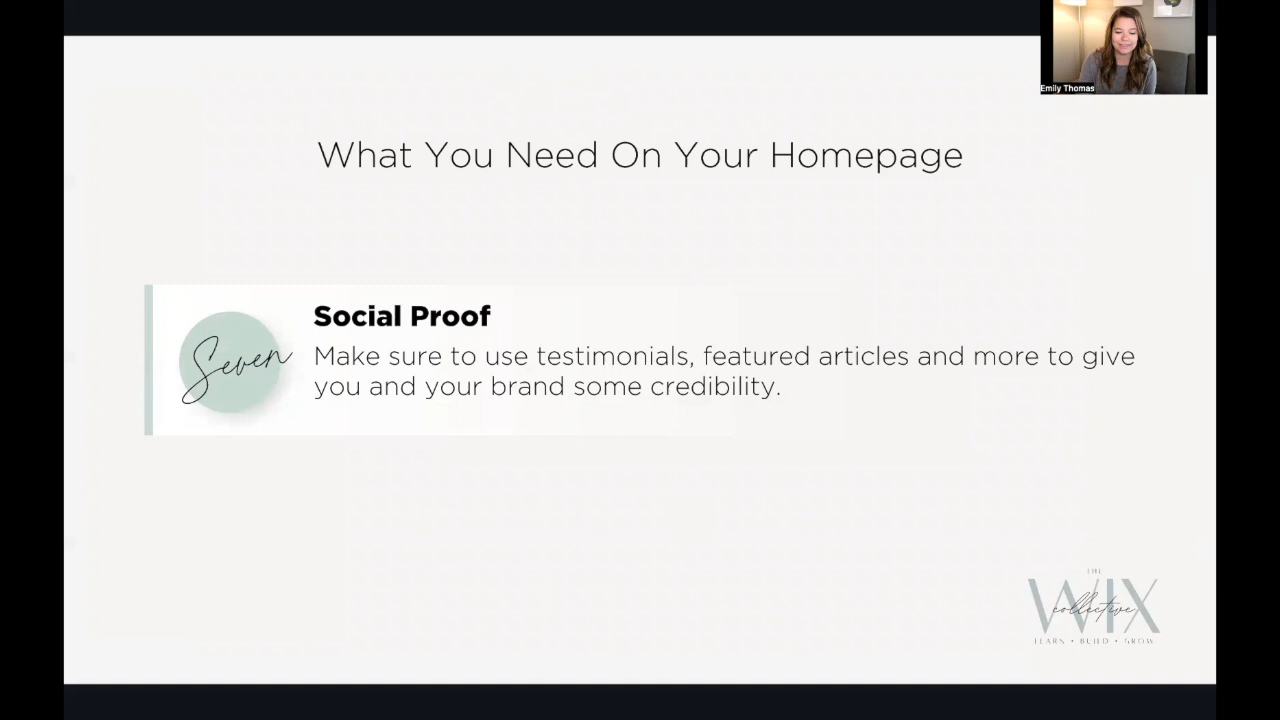 Emily Thomas
What You Need On Your Homepage
Seven
Social Proof
Make sure to use testimonials, featured articles and more to give
you and your brand some credibility.
THE
WIX
collective
LEARN • BUILD • GROW